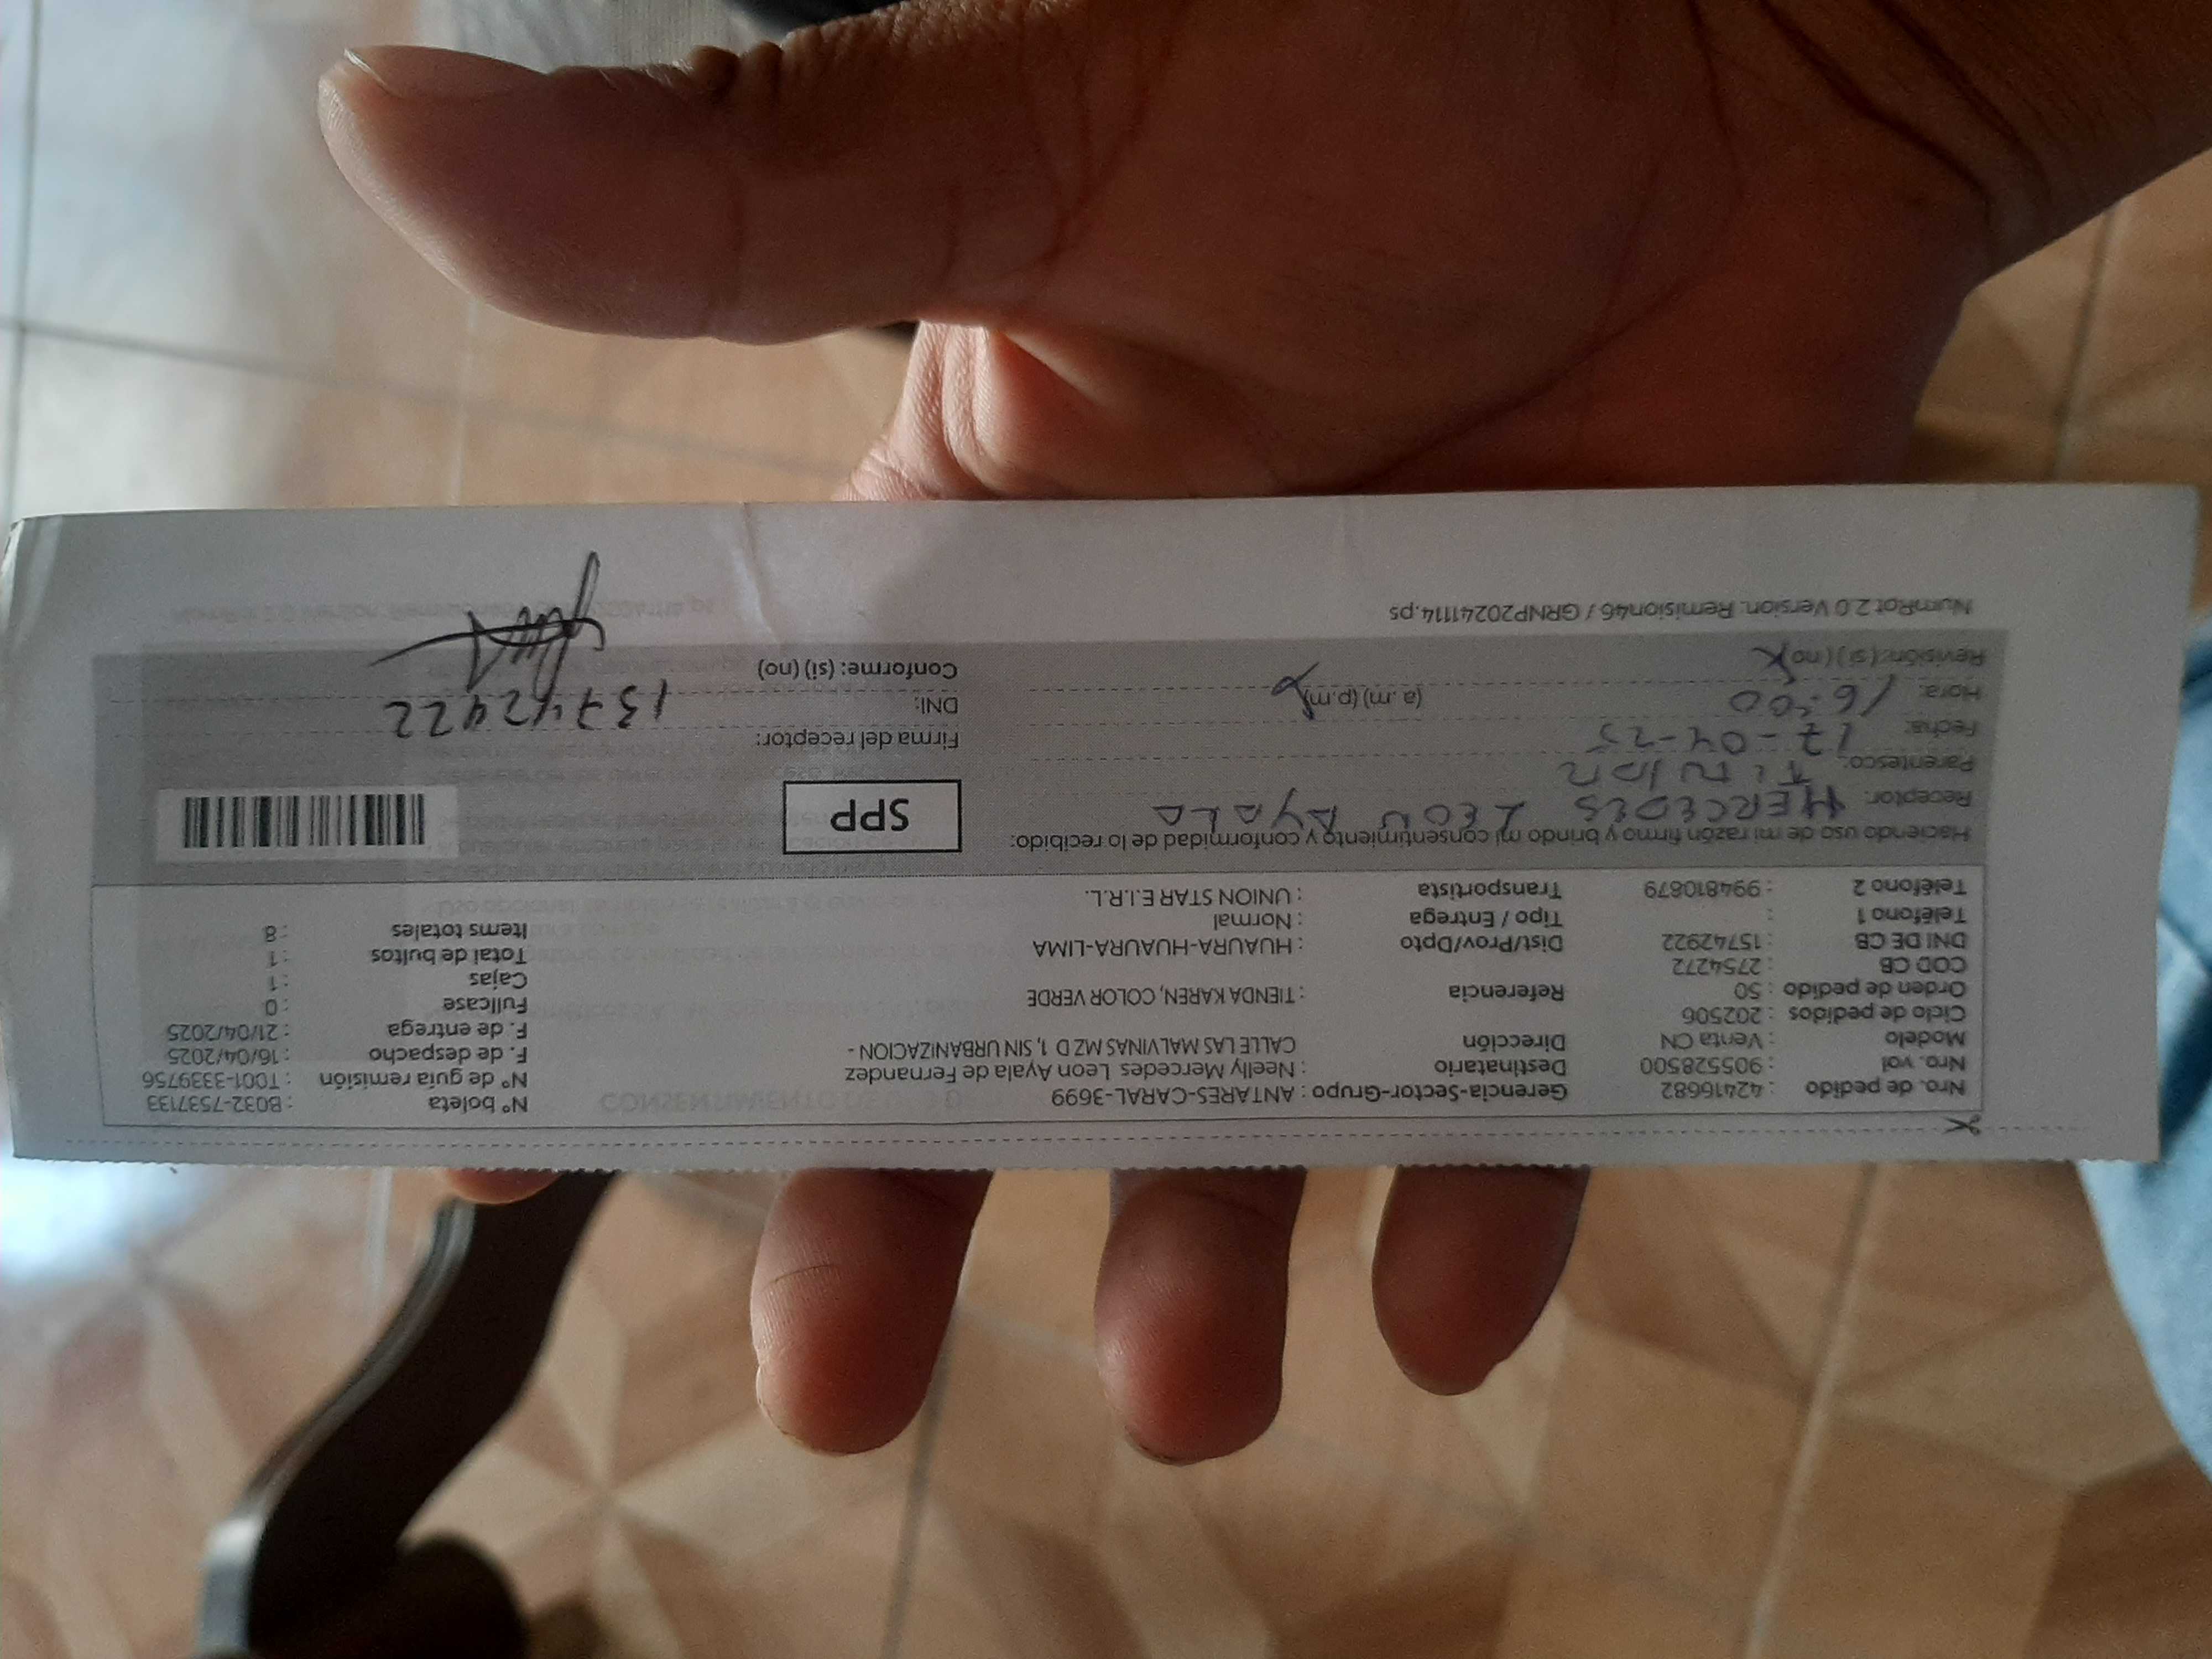 Nro. de pedido : 42416682 Gerencia-Sector-Grupo : ANTARES-CARAL-3699 N° boleta : B032-7537133
Nro. vol : 905528500 Destinatario : Neelly Mercedes Leon Ayala de Fernandez N° de guía remisión : T001-3339756
Modelo : Venta CN Dirección CALLE LAS MALVINAS MZ D 1, SIN URBANIZACION - F. de despacho : 16/04/2025
Ciclo de pedidos : 202506 F. de entrega : 21/04/2025
Orden de pedido : 50 Referencia : TIENDA KAREN, COLOR VERDE Fullcase : 0
COD CB : 2754272 Cajas : 1
DNI DE CB : 15742922 Dist/Prov/Dpto : HUAURA-HUAURA-LIMA Total de bultos : 1
Teléfono 1 : Tipo / Entrega : Normal Items totales : 8
Teléfono 2 : 994810879 Transportista : UNION STAR E.I.R.L.
Haciendo uso de mi razón firmo y brindo mi consentimiento y conformidad de lo recibido:
SPP
Receptor: MERCEDES LEON AYALA
Parentesco:
Fecha: 17-04-25 Firma del receptor:
Hora: 16:00 (a.m) (p.m) DNI: 15742922
Revisión: (si) (no) Conforme: (si) (no)
NumRot 2.0 Version: Remision46 / GRNP20241114.ps